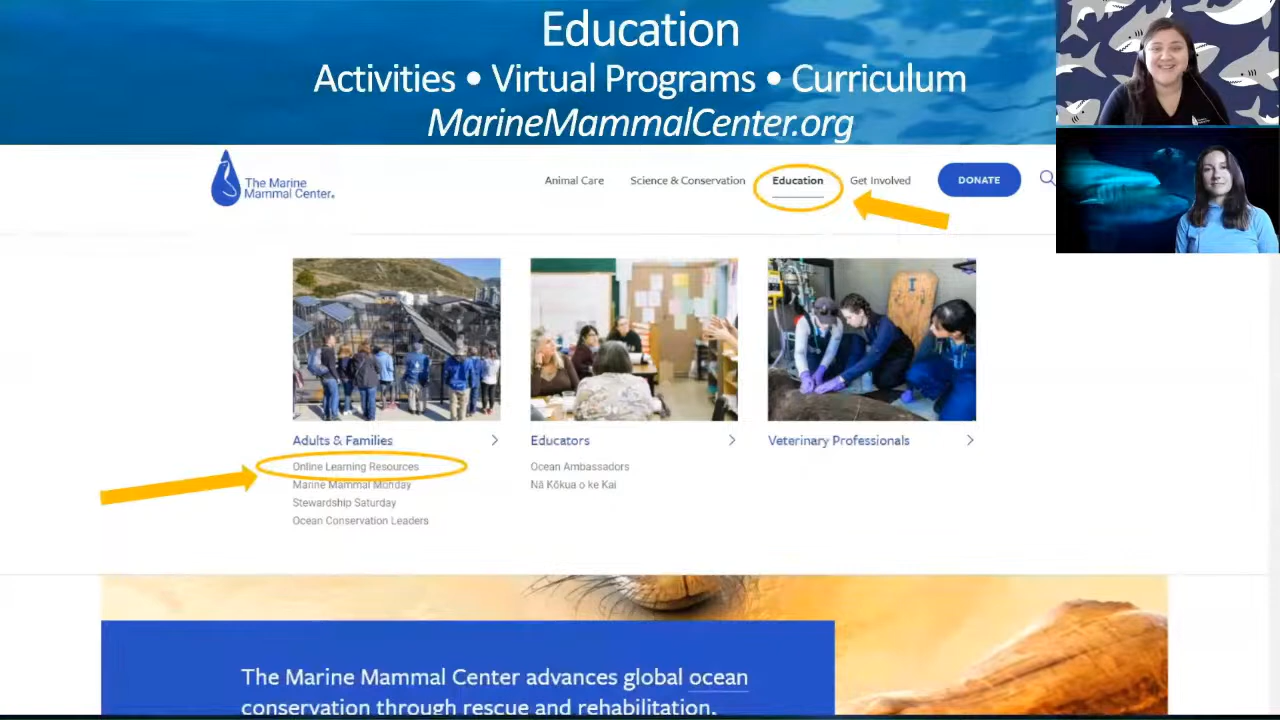 Education
Activities • Virtual Programs • Curriculum
MarineMammalCenter.org
The Marine
Mammal Center.
Animal Care
Science & Conservation
Education
Get Involved
DONATE
Adults & Families
Online Learning Resources
Marine Mammal Monday
Stewardship Saturday
Ocean Conservation Leaders
Educators
Ocean Ambassadors
Nā Kōkua o ke Kai
Veterinary Professionals
The Marine Mammal Center advances global ocean
conservation through rescue and rehabilitation,